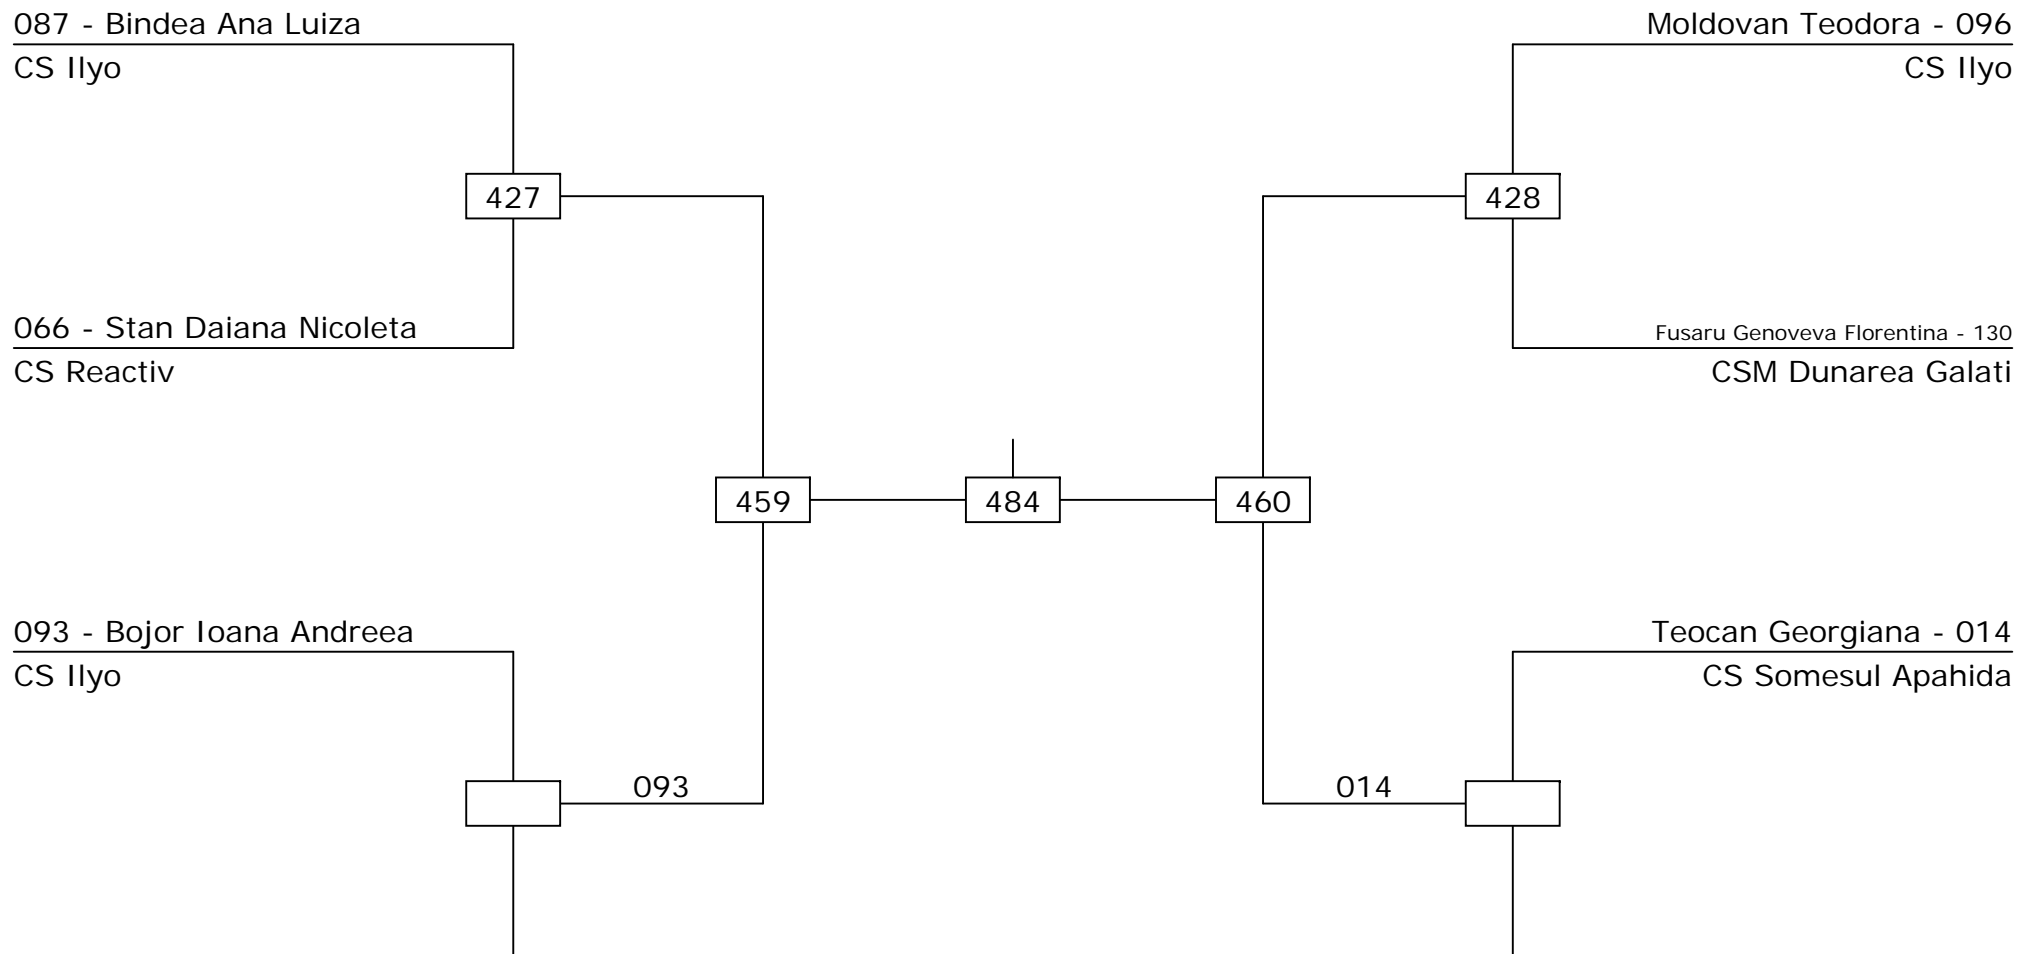 087 - Bindea Ana Luiza
CS Ilyo
Moldovan Teodora - 096
CS Ilyo
427
428
066 - Stan Daiana Nicoleta
CS Reactiv
Fusaru Genoveva Florentina - 130
CSM Dunarea Galati
459
484
460
093 - Bojor Ioana Andreea
CS Ilyo
Teocan Georgiana - 014
CS Somesul Apahida
093
014